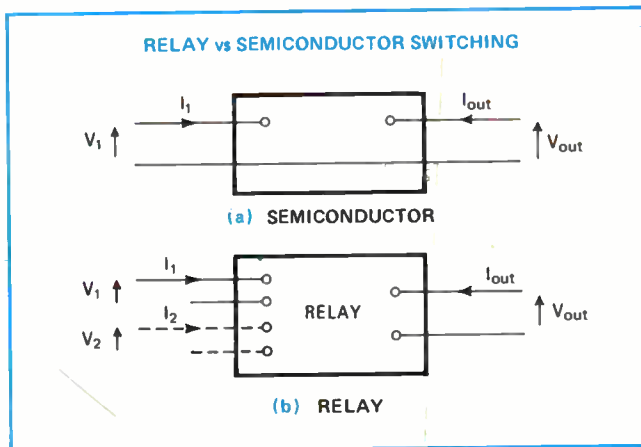 RELAY vs SEMICONDUCTOR SWITCHING
I1 Iout
V1 Vout
(a) SEMICONDUCTOR
I1
V1 Iout
I2 RELAY
V2 Vout
(b) RELAY